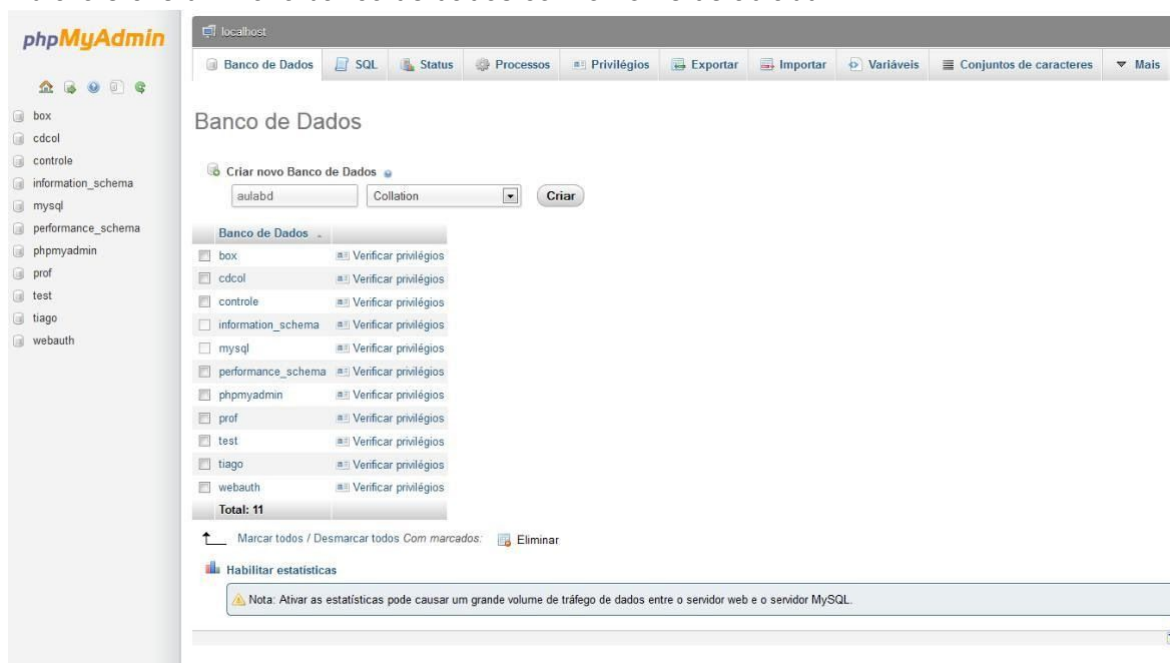 phpMyAdmin
box
cdcol
controle
information_schema
mysql
performance_schema
phpmyadmin
prof
test
tiago
webauth
localhost
Banco de Dados SQL Status Processos Privilégios Exportar Importar Variáveis Conjuntos de caracteres Mais
Banco de Dados
Criar novo Banco de Dados
aulabd Collation Criar
Banco de Dados
box Verificar privilégios
cdcol Verificar privilégios
controle Verificar privilégios
information_schema Verificar privilégios
mysql Verificar privilégios
performance_schema Verificar privilégios
phpmyadmin Verificar privilégios
prof Verificar privilégios
test Verificar privilégios
tiago Verificar privilégios
webauth Verificar privilégios
Total: 11
Marcar todos / Desmarcar todos Com marcados: Eliminar
Habilitar estatísticas
Nota: Ativar as estatísticas pode causar um grande volume de tráfego de dados entre o servidor web e o servidor MySQL.